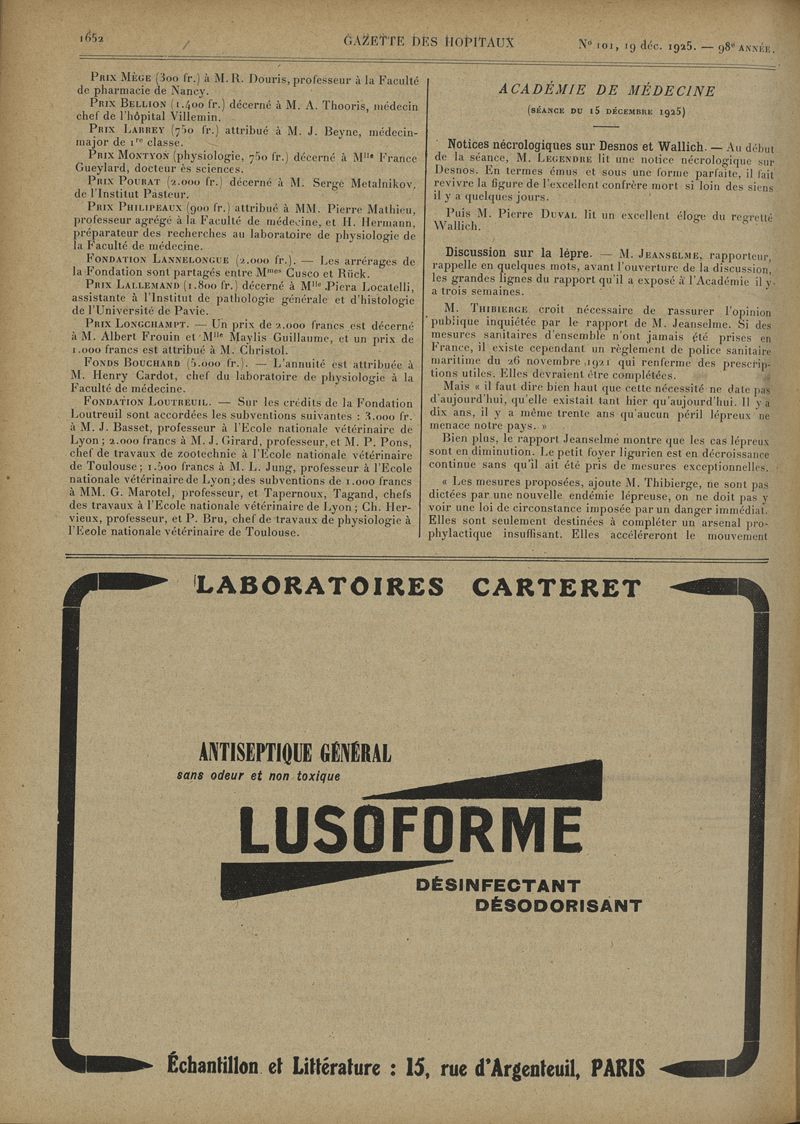 1652
GAZETTE DES HOPITAUX
N° 101, 19 déc. 1925. — 98e ANNÉE.
PRIX MÈGE (300 fr.) à M. R. Douris, professeur à la Faculté
de pharmacie de Nancy.
PRIX BELLION (1.400 fr.) décerné à M. A. Thooris, médecin
chef de l'hôpital Villemin.
PRIX LARREY (750 fr.) attribué à M. J. Beyne, médecin-
major de 1re classe.
PRIX MONTYON (physiologie, 750 fr.) décerné à Mlle France
Gueylard, docteur ès sciences.
PRIX POURAT (2.000 fr.) décerné à M. Serge Metalnikov,
de l'Institut Pasteur.
PRIX PHILIPEAUX (900 fr.) attribué à MM. Pierre Mathieu,
professeur agrégé à la Faculté de médecine, et H. Hermann,
préparateur des recherches au laboratoire de physiologie de
la Faculté de médecine.
FONDATION LANNELONGUE (2.000 fr.). — Les arrérages de
la Fondation sont partagés entre Mmes Cusco et Rück.
PRIX LALLEMAND (1.800 fr.) décerné à Mlle Piera Locatelli,
assistante à l'Institut de pathologie générale et d'histologie
de l'Université de Pavie.
PRIX LONGCHAMPT. — Un prix de 2.000 francs est décerné
à M. Albert Frouin et Mlle Maylis Guillaume, et un prix de
1.000 francs est attribué à M. Christol.
FONDS BOUCHARD (5.000 fr.). — L'annuité est attribuée à
M. Henry Cardot, chef du laboratoire de physiologie à la
Faculté de médecine.
FONDATION LOUTREUIL. — Sur les crédits de la Fondation
Loutreuil sont accordées les subventions suivantes : 3.000 fr.
à M. J. Basset, professeur à l'Ecole nationale vétérinaire de
Lyon ; 2.000 francs à M. J. Girard, professeur, et M. P. Pons,
chef de travaux de zootechnie à l'Ecole nationale vétérinaire
de Toulouse ; 1.500 francs à M. L. Jung, professeur à l'Ecole
nationale vétérinaire de Lyon ; des subventions de 1.000 francs
à MM. G. Marotel, professeur, et Tapernoux, Tagand, chefs
des travaux à l'Ecole nationale vétérinaire de Lyon ; Ch. Her-
vieux, professeur, et P. Bru, chef de travaux de physiologie à
l'Ecole nationale vétérinaire de Toulouse.
ACADÉMIE DE MÉDECINE
(SÉANCE DU 15 DÉCEMBRE 1925)
Notices nécrologiques sur Desnos et Wallich. — Au début
de la séance, M. LEGENDRE lit une notice nécrologique sur
Desnos. En termes émus et sous une forme parfaite, il fait
revivre la figure de l'excellent confrère mort si loin des siens
il y a quelques jours.
Puis M. Pierre DUVAL lit un excellent éloge du regretté
Wallich.
Discussion sur la lèpre. — M. JEANSELME, rapporteur,
rappelle en quelques mots, avant l'ouverture de la discussion,
les grandes lignes du rapport qu'il a exposé à l'Académie il y
a trois semaines.
M. THIBIERGE croit nécessaire de rassurer l'opinion
publique inquiétée par le rapport de M. Jeanselme. Si des
mesures sanitaires d'ensemble n'ont jamais été prises en
France, il existe cependant un règlement de police sanitaire
maritime du 26 novembre 1921 qui renferme des prescrip-
tions utiles. Elles devraient être complétées.
Mais « il faut dire bien haut que cette nécessité ne date pas
d'aujourd'hui, qu'elle existait tant hier qu'aujourd'hui. Il y a
dix ans, il y a même trente ans qu'aucun péril lépreux ne
menace notre pays. »
Bien plus, le rapport Jeanselme montre que les cas lépreux
sont en diminution. Le petit foyer ligurien est en décroissance
continue sans qu'il ait été pris de mesures exceptionnelles.
« Les mesures proposées, ajoute M. Thibierge, ne sont pas
dictées par une nouvelle endémie lépreuse, on ne doit pas y
voir une loi de circonstance imposée par un danger immédiat.
Elles sont seulement destinées à compléter un arsenal pro-
phylactique insuffisant. Elles accéléreront le mouvement
LABORATOIRES CARTERET
ANTISEPTIQUE GÉNÉRAL
sans odeur et non toxique
LUSOFORME
DÉSINFECTANT
DÉSODORISANT
Échantillon et Littérature : 15, rue d'Argenteuil, PARIS